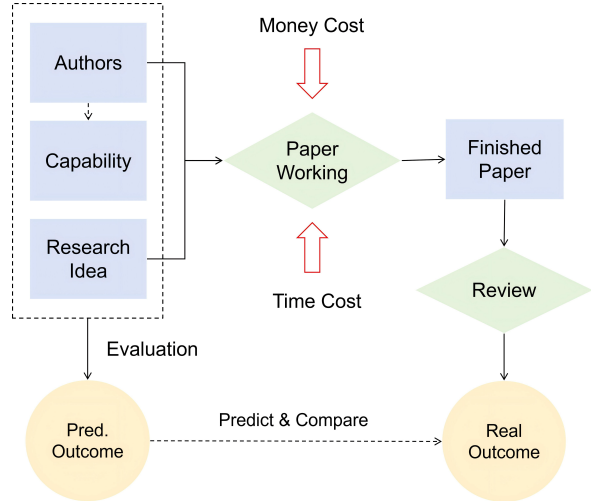 Money Cost
Authors
Capability
Research
Idea
Paper
Working
Finished
Paper
Time Cost
Review
Evaluation
Pred.
Outcome
Predict & Compare
Real
Outcome